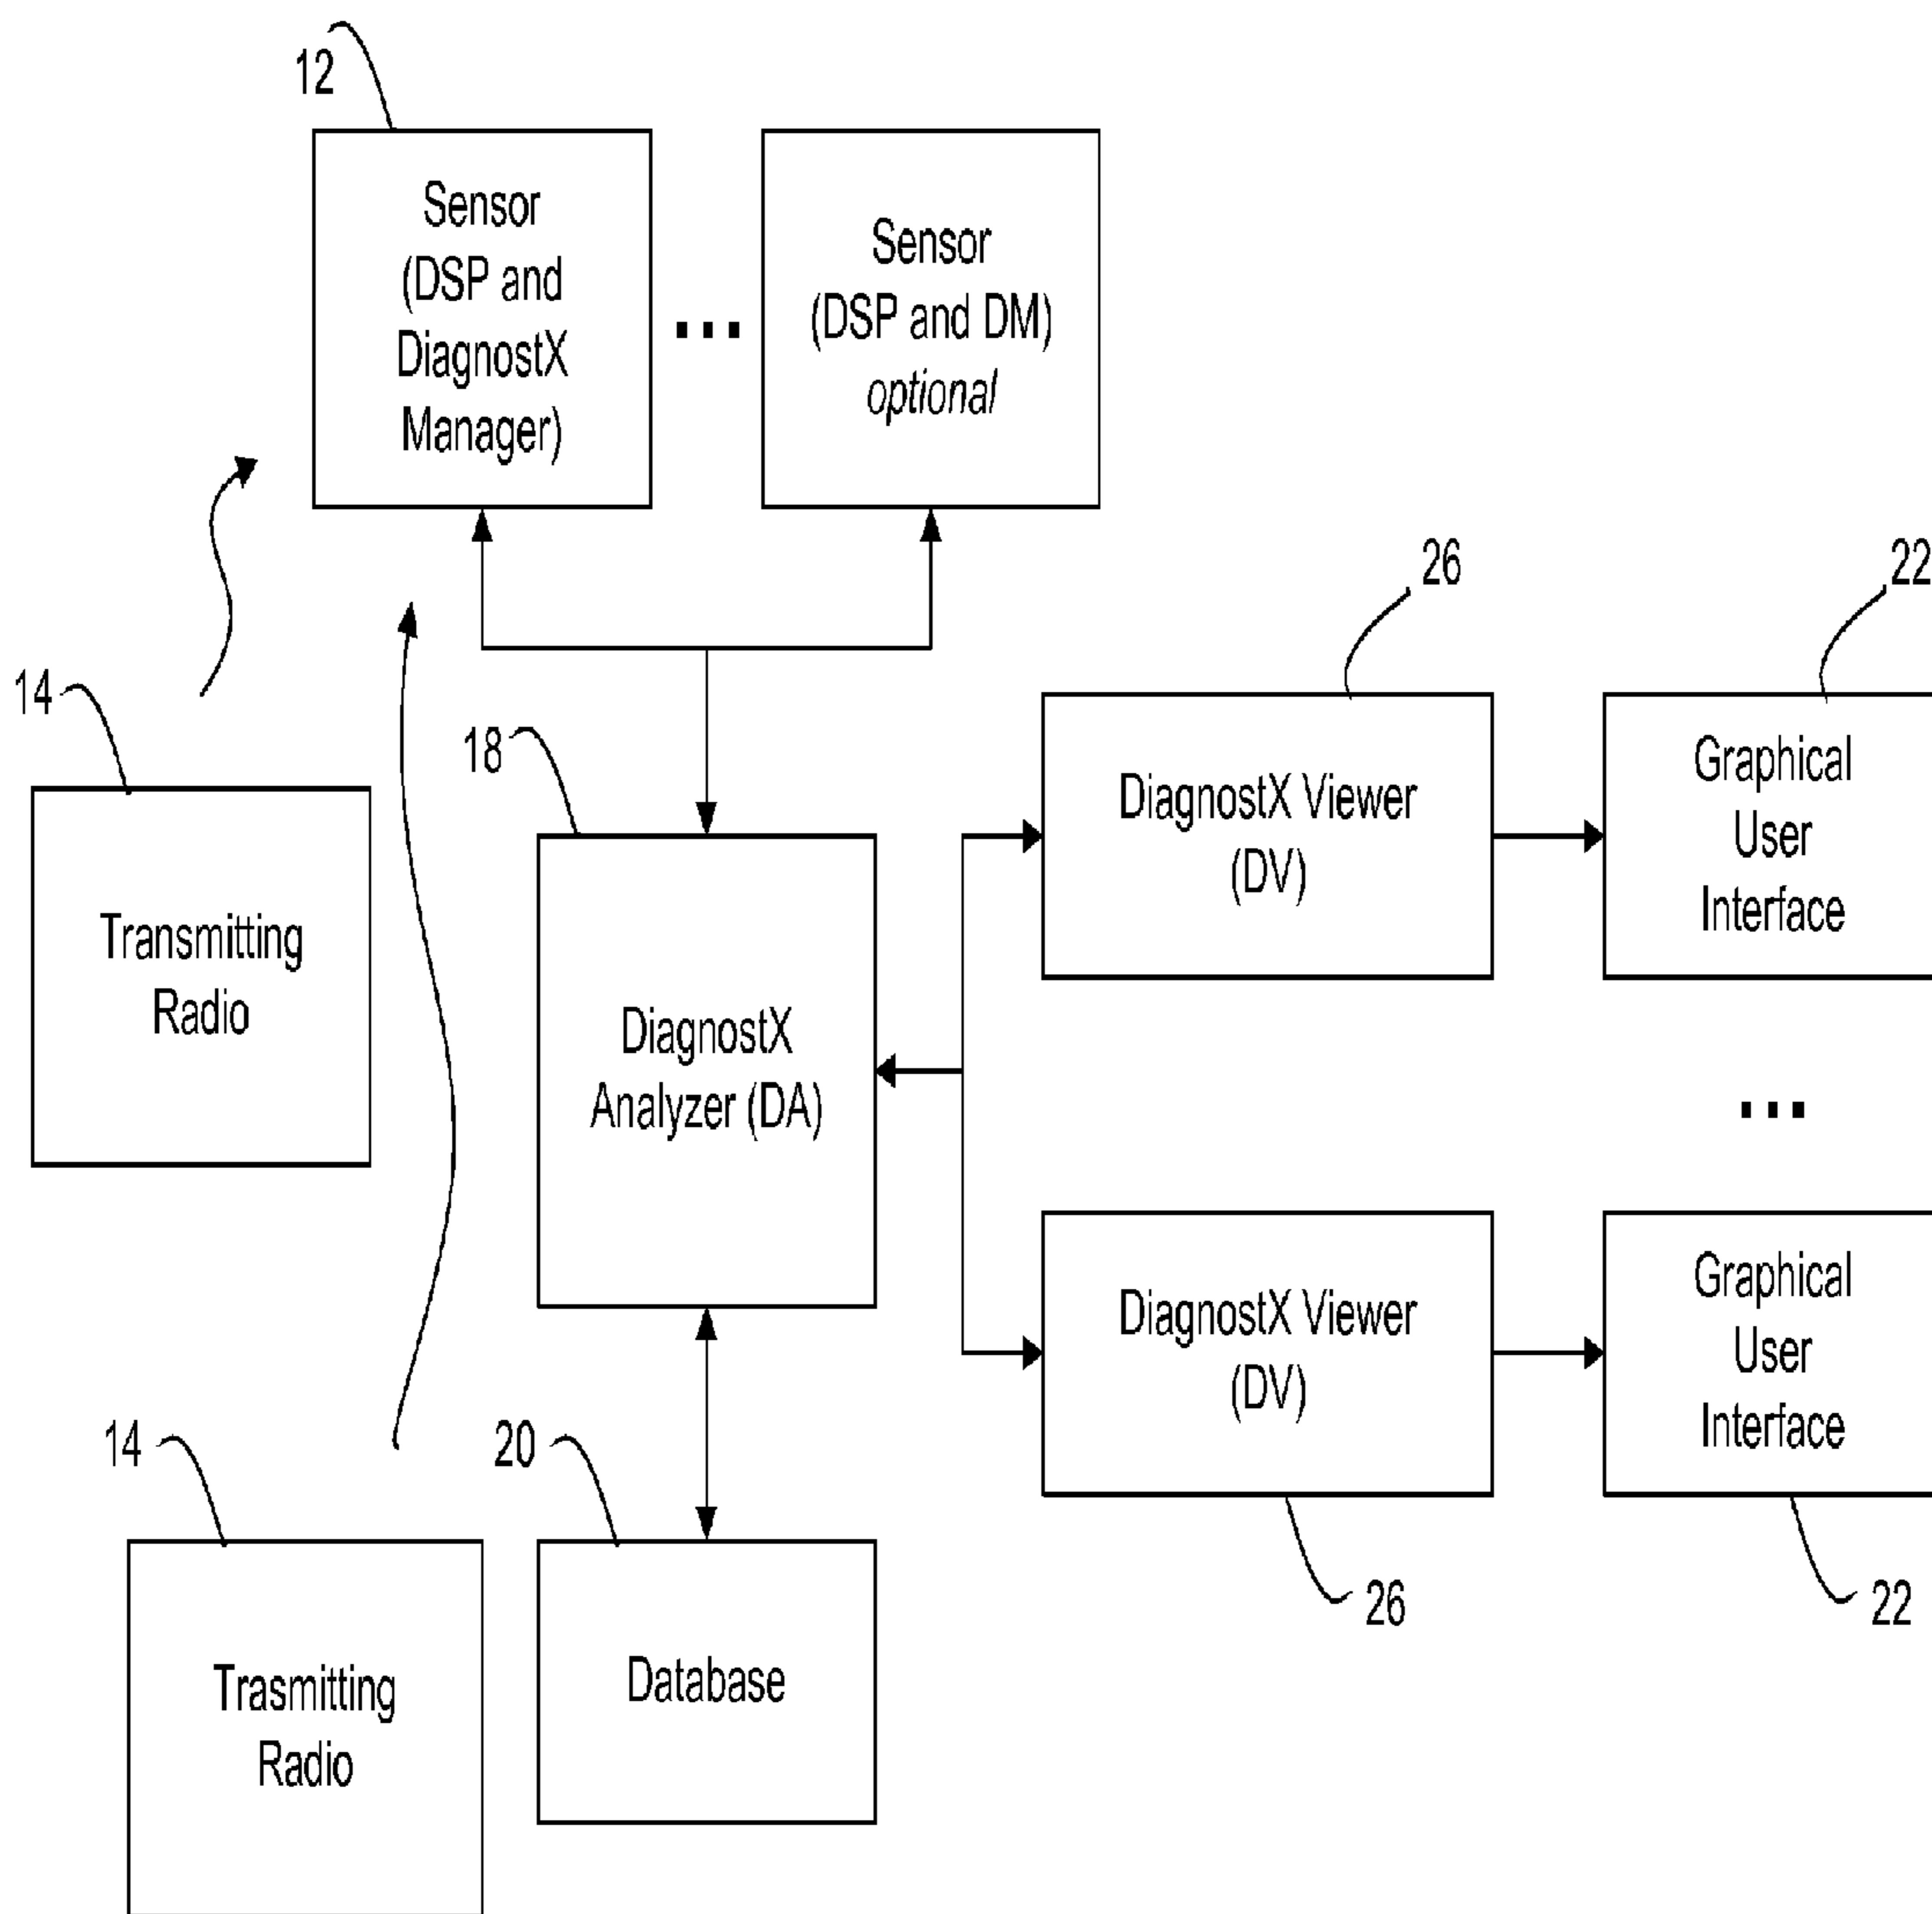 12
Sensor
(DSP and
DiagnostX
Manager)
...
Sensor
(DSP and DM)
optional
26
22
14
18
Transmitting
Radio
DiagnostX
Analyzer (DA)
DiagnostX Viewer
(DV)
Graphical
User
Interface
...
DiagnostX Viewer
(DV)
Graphical
User
Interface
14
20
26
22
Trasmitting
Radio
Database